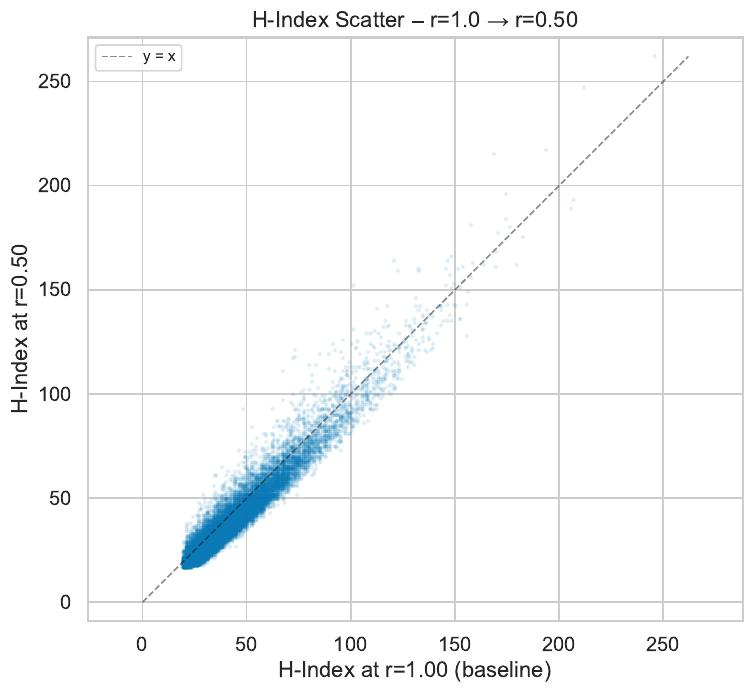 H-Index Scatter – r=1.0 → r=0.50
y = x
250
200
150
100
50
0
H-Index at r=0.50
0 50 100 150 200 250
H-Index at r=1.00 (baseline)